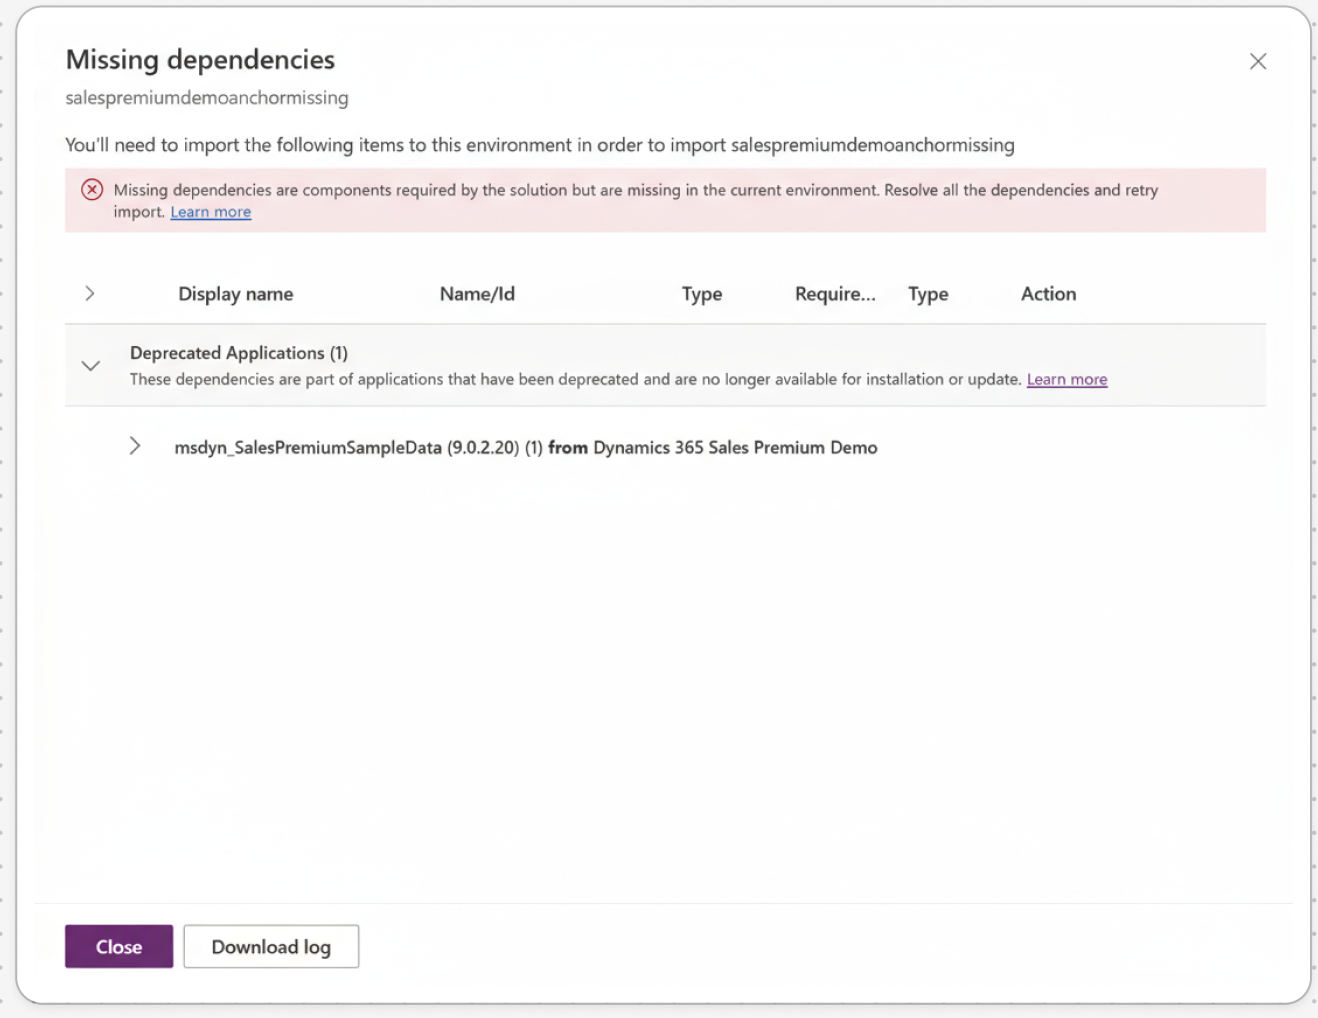 Missing dependencies
salespremiumdemoanchormissing
You'll need to import the following items to this environment in order to import salespremiumdemoanchormissing
Missing dependencies are components required by the solution but are missing in the current environment. Resolve all the dependencies and retry
import. Learn more
Display name Name/Id Type Require... Type Action
Deprecated Applications (1)
These dependencies are part of applications that have been deprecated and are no longer available for installation or update. Learn more
msdyn_SalesPremiumSampleData (9.0.2.20) (1) from Dynamics 365 Sales Premium Demo
Close Download log